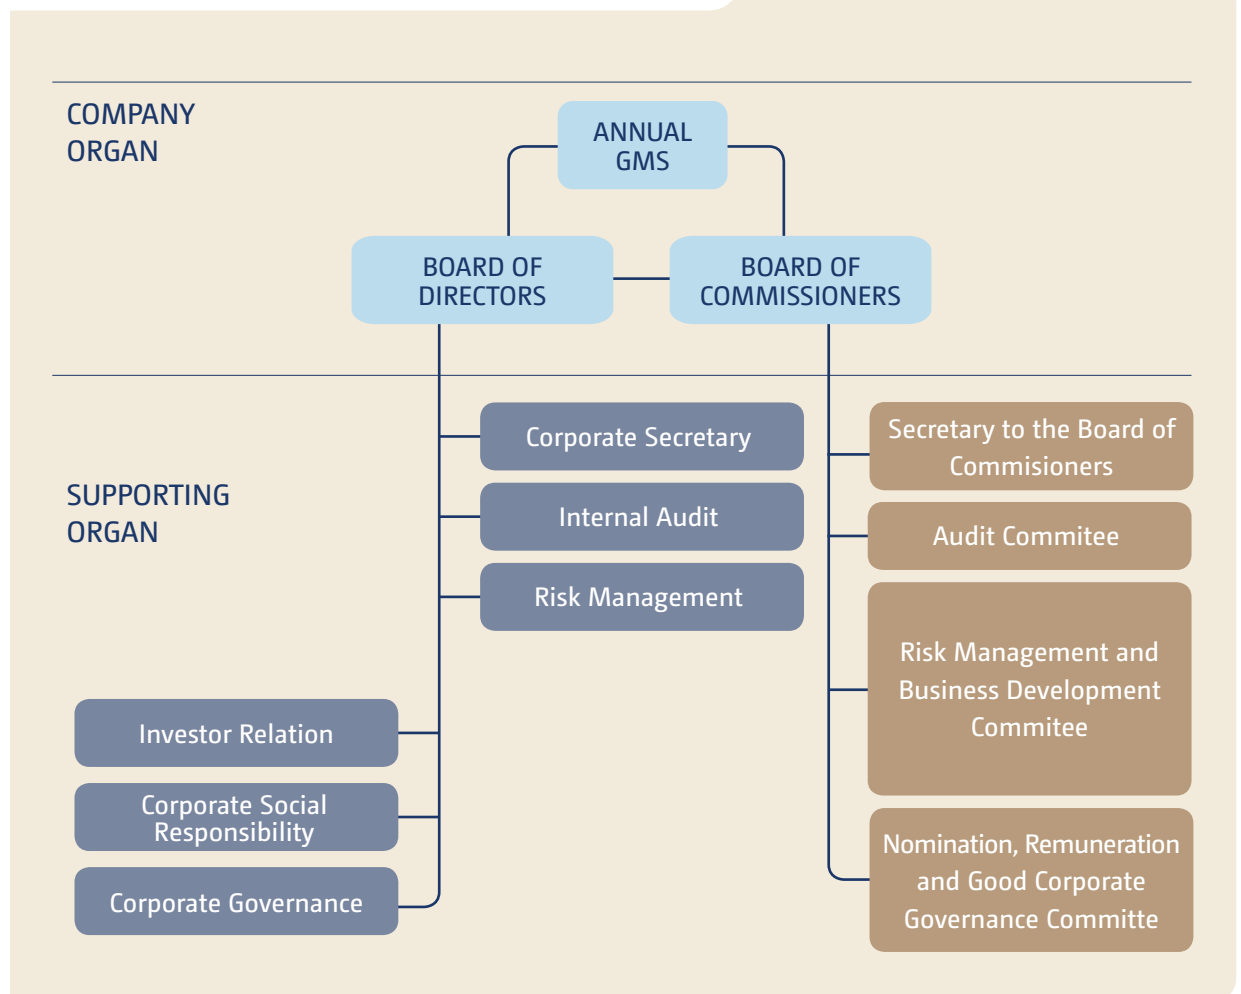 COMPANY
ORGAN
ANNUAL
GMS
BOARD OF
DIRECTORS
BOARD OF
COMMISSIONERS
SUPPORTING
ORGAN
Corporate Secretary
Internal Audit
Risk Management
Investor Relation
Corporate Social
Responsibility
Corporate Governance
Secretary to the Board of
Commisioners
Audit Commitee
Risk Management and
Business Development
Commitee
Nomination, Remuneration
and Good Corporate
Governance Committe